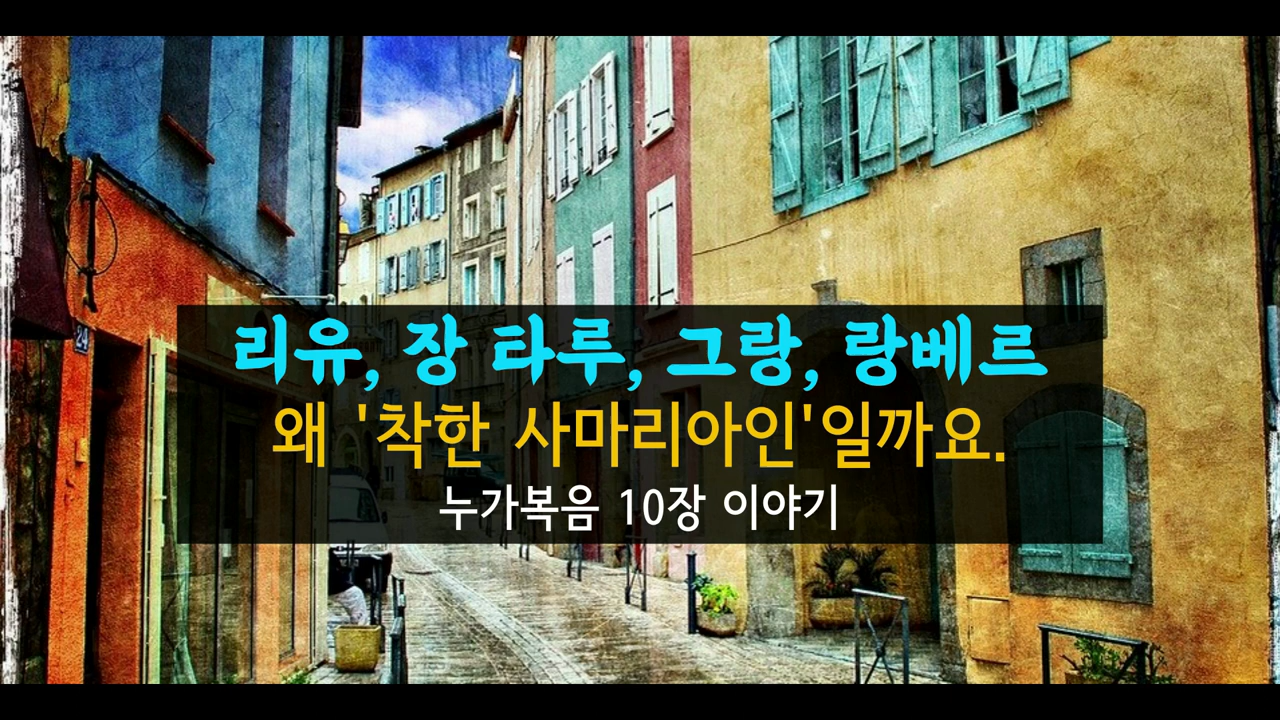 리유, 장 타루, 그랑, 랑베르
왜 '착한 사마리아인'일까요.
누가복음 10장 이야기
24